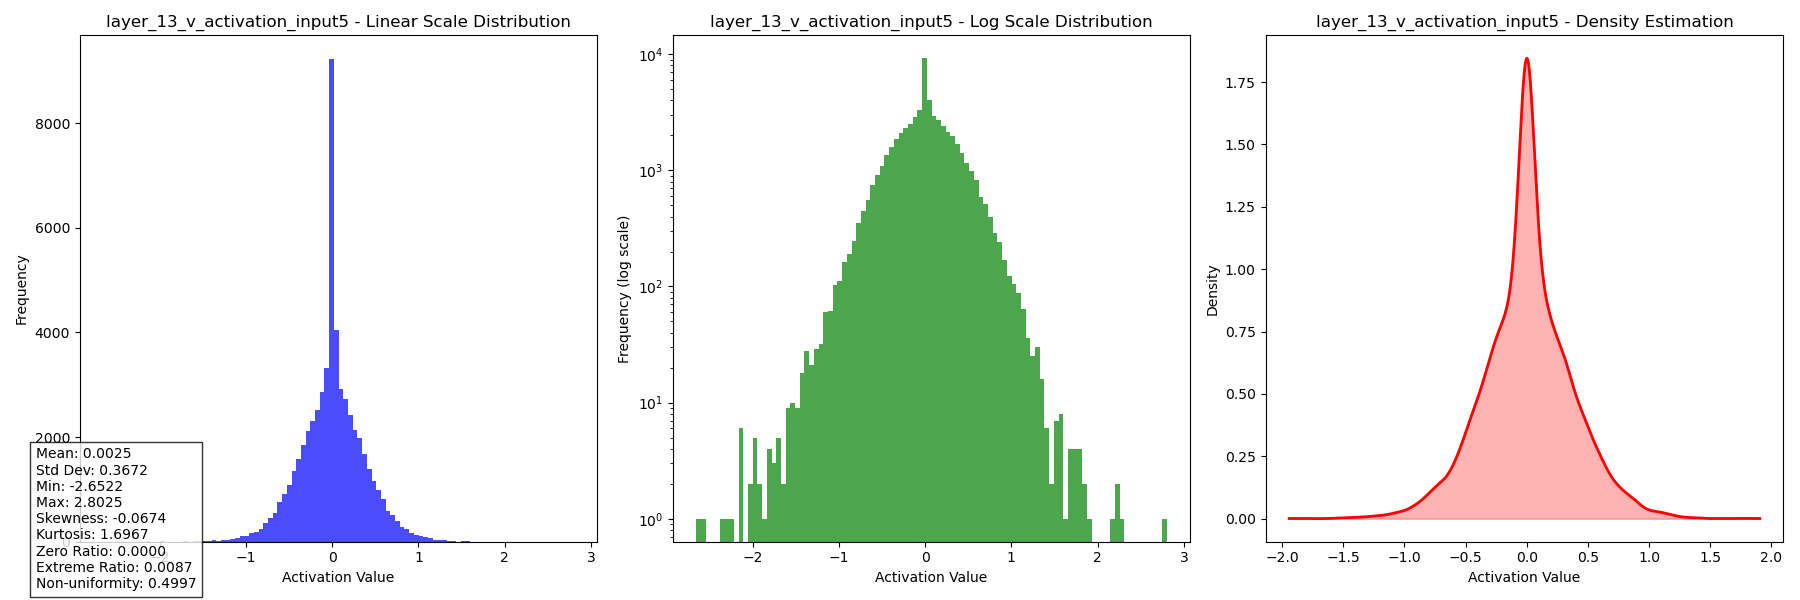 layer_13_v_activation_input5 - Linear Scale Distribution
8000
6000
4000
2000
Frequency
−1
0
1
2
3
Activation Value
Mean: 0.0025
Std Dev: 0.3672
Min: -2.6522
Max: 2.8025
Skewness: -0.0674
Kurtosis: 1.6967
Zero Ratio: 0.0000
Extreme Ratio: 0.0087
Non-uniformity: 0.4997
layer_13_v_activation_input5 - Log Scale Distribution
10⁴
10³
10²
10¹
10⁰
Frequency (log scale)
−2
−1
0
1
2
3
Activation Value
layer_13_v_activation_input5 - Density Estimation
1.75
1.50
1.25
1.00
0.75
0.50
0.25
0.00
Density
−2.0
−1.5
−1.0
−0.5
0.0
0.5
1.0
1.5
2.0
Activation Value